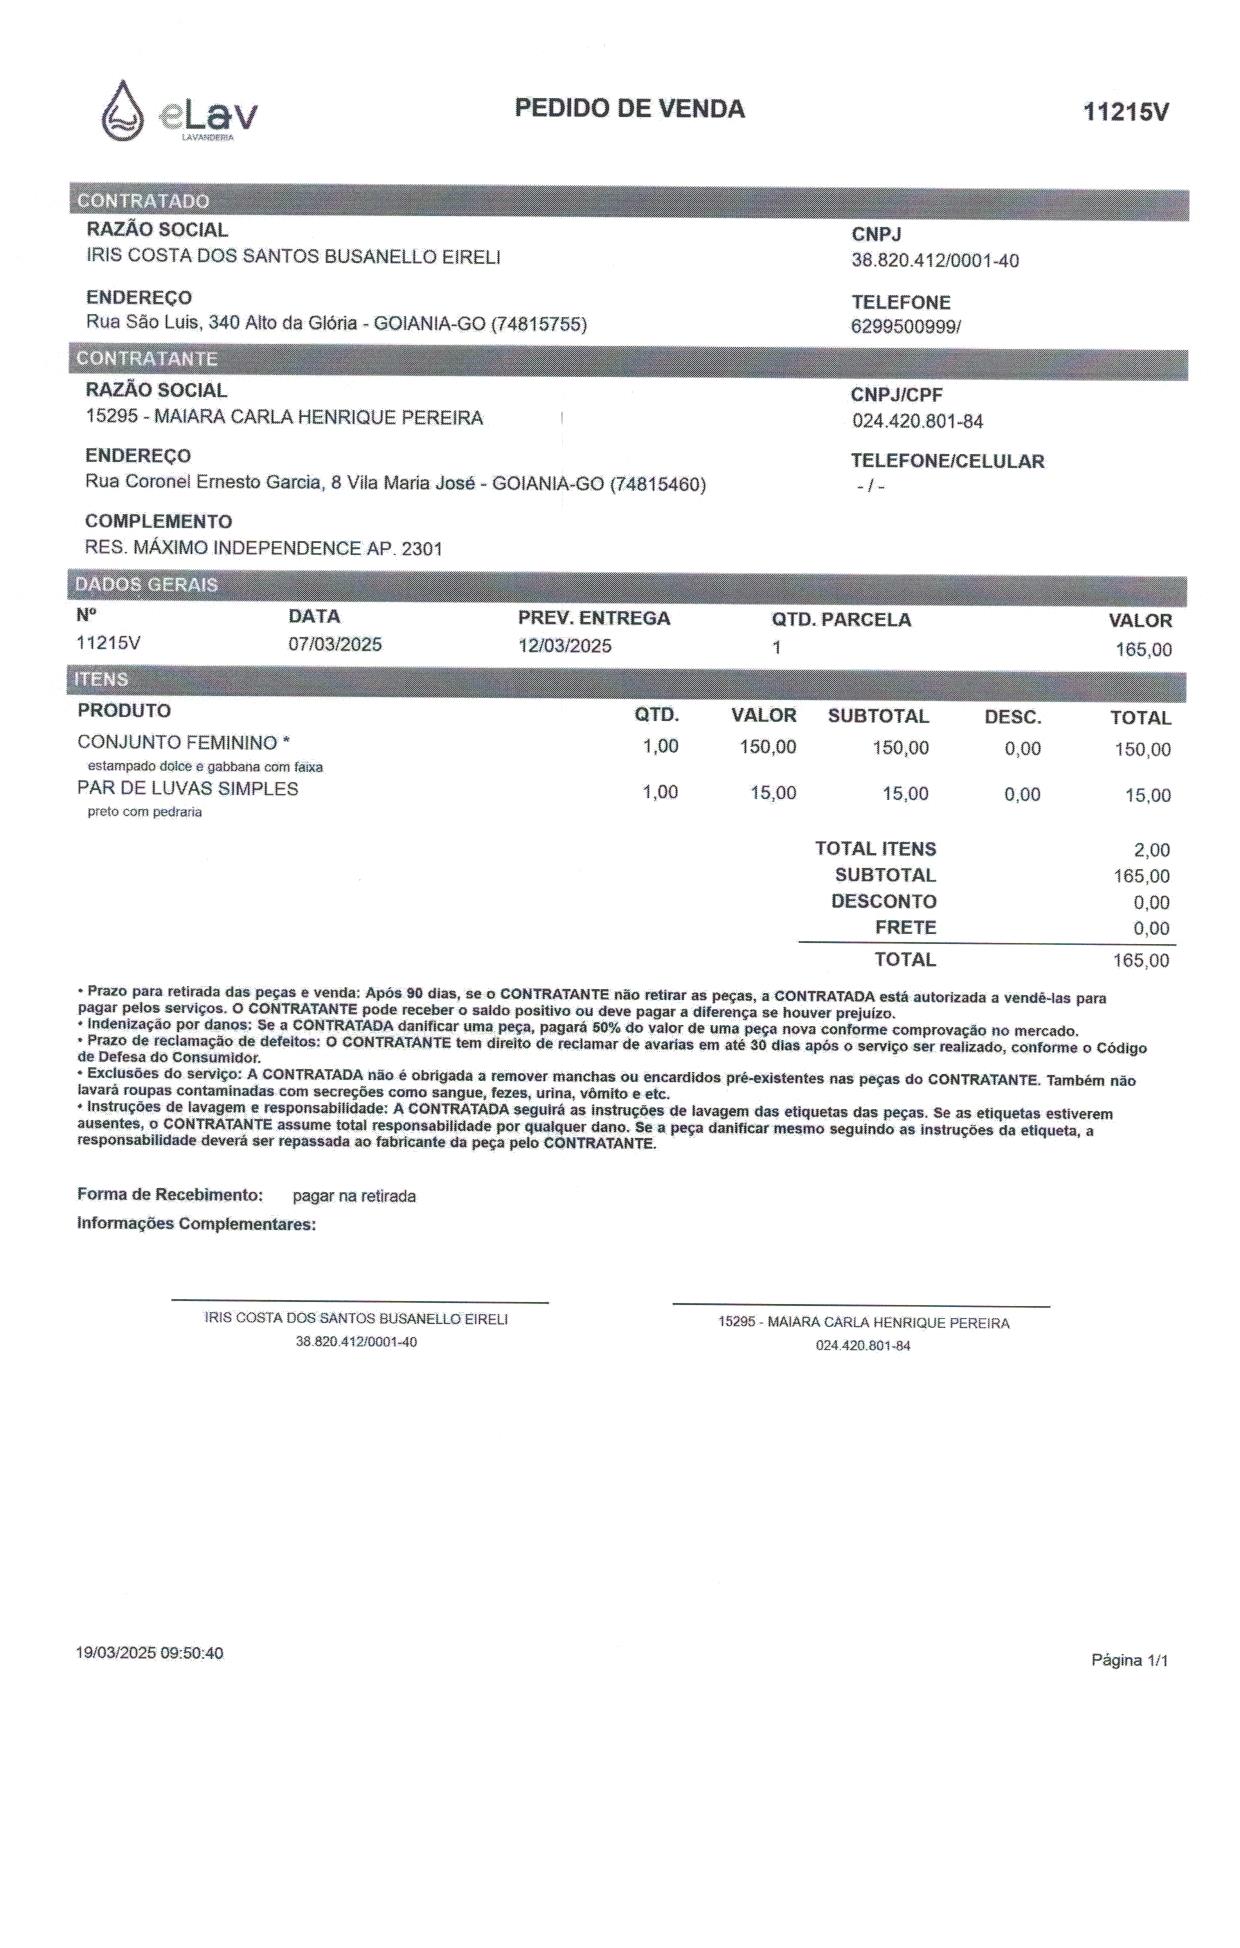 eLav
LAVANDERIA
PEDIDO DE VENDA
11215V
CONTRATADO
RAZÃO SOCIAL
CNPJ
IRIS COSTA DOS SANTOS BUSANELLO EIRELI
38.820.412/0001-40
ENDEREÇO
TELEFONE
Rua São Luis, 340 Alto da Glória - GOIANIA-GO (74815755)
6299500999/
CONTRATANTE
RAZÃO SOCIAL
CNPJ/CPF
15295 - MAIARA CARLA HENRIQUE PEREIRA
024.420.801-84
ENDEREÇO
TELEFONE/CELULAR
Rua Coronel Ernesto Garcia, 8 Vila Maria José - GOIANIA-GO (74815460)
- / -
COMPLEMENTO
RES. MÁXIMO INDEPENDENCE AP. 2301
DADOS GERAIS
Nº DATA PREV. ENTREGA QTD. PARCELA VALOR
11215V 07/03/2025 12/03/2025 1 165,00
ITENS
PRODUTO QTD. VALOR SUBTOTAL DESC. TOTAL
CONJUNTO FEMININO * 1,00 150,00 150,00 0,00 150,00
estampado dolce e gabbana com faixa
PAR DE LUVAS SIMPLES 1,00 15,00 15,00 0,00 15,00
preto com pedraria
TOTAL ITENS 2,00
SUBTOTAL 165,00
DESCONTO 0,00
FRETE 0,00
TOTAL 165,00
• Prazo para retirada das peças e venda: Após 90 dias, se o CONTRATANTE não retirar as peças, a CONTRATADA está autorizada a vendê-las para
pagar pelos serviços. O CONTRATANTE pode receber o saldo positivo ou deve pagar a diferença se houver prejuízo.
• Indenização por danos: Se a CONTRATADA danificar uma peça, pagará 50% do valor de uma peça nova conforme comprovação no mercado.
• Prazo de reclamação de defeitos: O CONTRATANTE tem direito de reclamar de avarias em até 30 dias após o serviço ser realizado, conforme o Código
de Defesa do Consumidor.
• Exclusões do serviço: A CONTRATADA não é obrigada a remover manchas ou encardidos pré-existentes nas peças do CONTRATANTE. Também não
lavará roupas contaminadas com secreções como sangue, fezes, urina, vômito e etc.
• Instruções de lavagem e responsabilidade: A CONTRATADA seguirá as instruções de lavagem das etiquetas das peças. Se as etiquetas estiverem
ausentes, o CONTRATANTE assume total responsabilidade por qualquer dano. Se a peça danificar mesmo seguindo as instruções da etiqueta, a
responsabilidade deverá ser repassada ao fabricante da peça pelo CONTRATANTE.
Forma de Recebimento: pagar na retirada
Informações Complementares:
IRIS COSTA DOS SANTOS BUSANELLO EIRELI
38.820.412/0001-40
15295 - MAIARA CARLA HENRIQUE PEREIRA
024.420.801-84
19/03/2025 09:50:40
Página 1/1